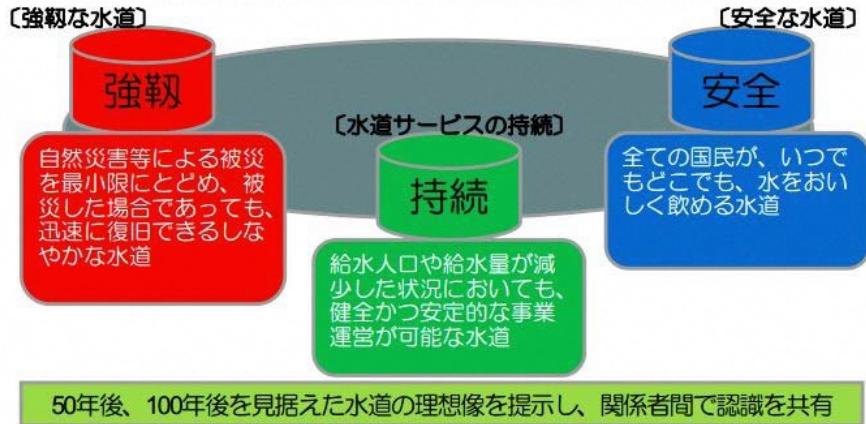 〔強靱な水道〕
〔安全な水道〕
強靱
安全
〔水道サービスの持続〕
持続
自然災害等による被災
を最小限にとどめ、被
災した場合であっても、
迅速に復旧できるしな
やかな水道
全ての国民が、いつで
もどこでも、水をおい
しく飲める水道
給水人口や給水量が減
少した状況においても、
健全かつ安定的な事業
運営が可能な水道
50年後、100年後を見据えた水道の理想像を提示し、関係者間で認識を共有